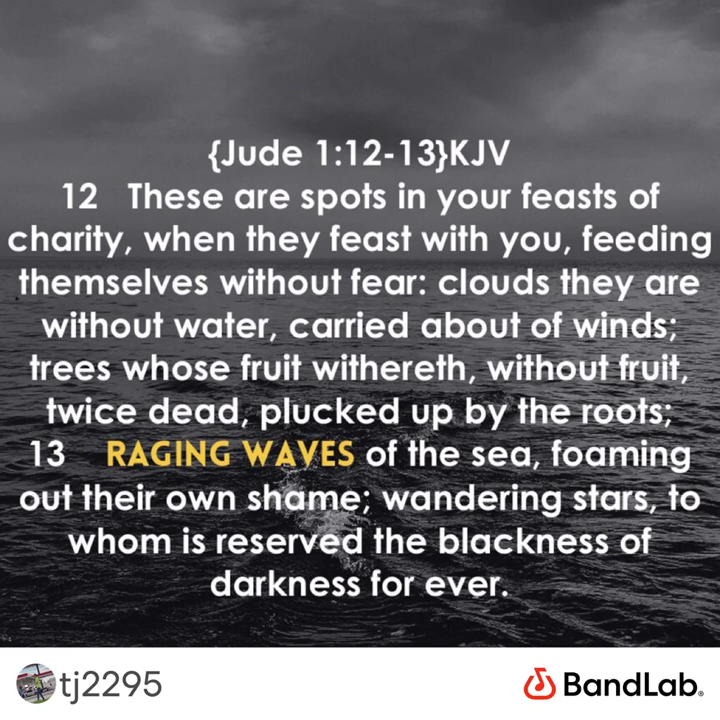 {Jude 1:12-13}KJV
12 These are spots in your feasts of
charity, when they feast with you, feeding
themselves without fear: clouds they are
without water, carried about of winds;
trees whose fruit withereth, without fruit,
twice dead, plucked up by the roots;
13 RAGING WAVES of the sea, foaming
out their own shame; wandering stars, to
whom is reserved the blackness of
darkness for ever.
tj2295
BandLab®